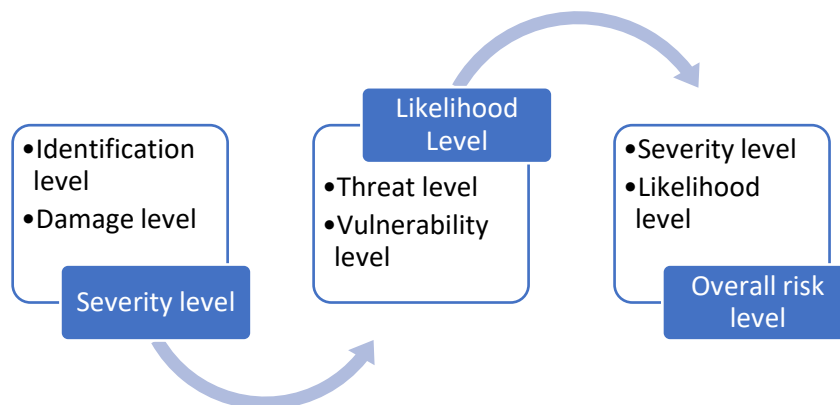 •Identification
level
•Damage level
Severity level
Likelihood
Level
•Threat level
•Vulnerability
level
•Severity level
•Likelihood
level
Overall risk
level